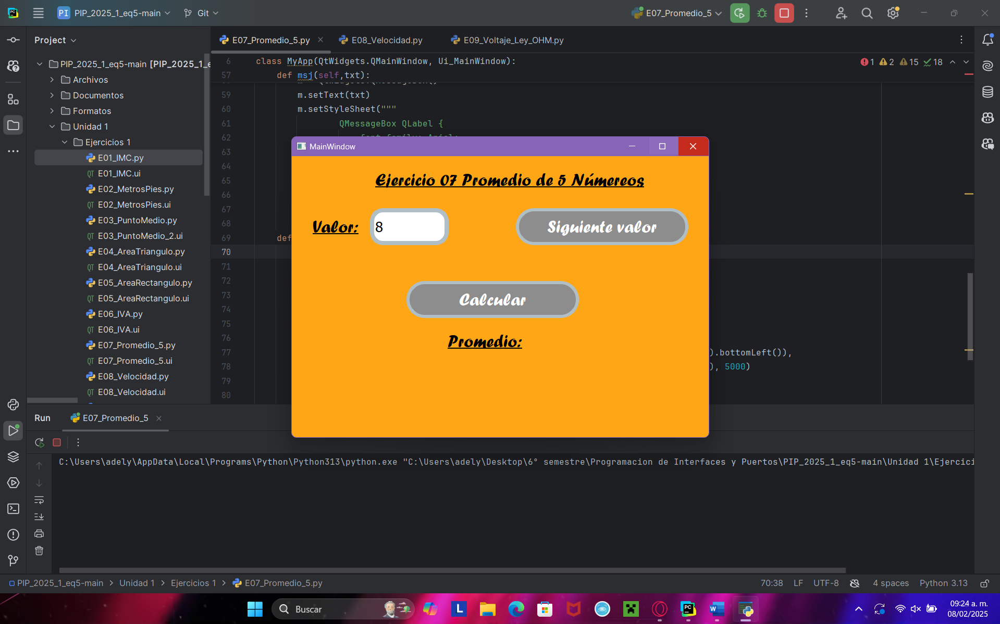 PI PIP_2025_1_eq5-main Git E07_Promedio_5
Project
E07_Promedio_5.py E08_Velocidad.py E09_Voltaje_Ley_OHM.py
PIP_2025_1_eq5-main [PIP_2025_1_e
Archivos
Documentos
Formatos
Unidad 1
Ejercicios 1
E01_IMC.py
E01_IMC.ui
E02_MetrosPies.py
E02_MetrosPies.ui
E03_PuntoMedio.py
E03_PuntoMedio_2.ui
E04_AreaTriangulo.py
E04_AreaTriangulo.ui
E05_AreaRectangulo.py
E05_AreaRectangulo.ui
E06_IVA.py
E06_IVA.ui
E07_Promedio_5.py
E07_Promedio_5.ui
E08_Velocidad.py
E08_Velocidad.ui
6 class MyApp(QtWidgets.QMainWindow, Ui_MainWindow):
1 2 15 18
57 def msj(self,txt):
59 m.setText(txt)
60 m.setStyleSheet("""
61 QMessageBox QLabel {
62
63
64
65
66
67
68
69 def
70
71
72
73
74
75
76
77 ).bottomLeft()),
78 ), 5000)
79
80
MainWindow
Ejercicio 07 Promedio de 5 Númereos
Valor: 8 Siguiente valor
Calcular
Promedio:
Run E07_Promedio_5
C:\Users\adely\AppData\Local\Programs\Python\Python313\python.exe "C:\Users\adely\Desktop\6° semestre\Programacion de Interfaces y Puertos\PIP_2025_1_eq5-main\Unidad 1\Ejercici
PIP_2025_1_eq5-main > Unidad 1 > Ejercicios 1 > E07_Promedio_5.py 70:38 LF UTF-8 4 spaces Python 3.13
Buscar
09:24 a. m.
08/02/2025